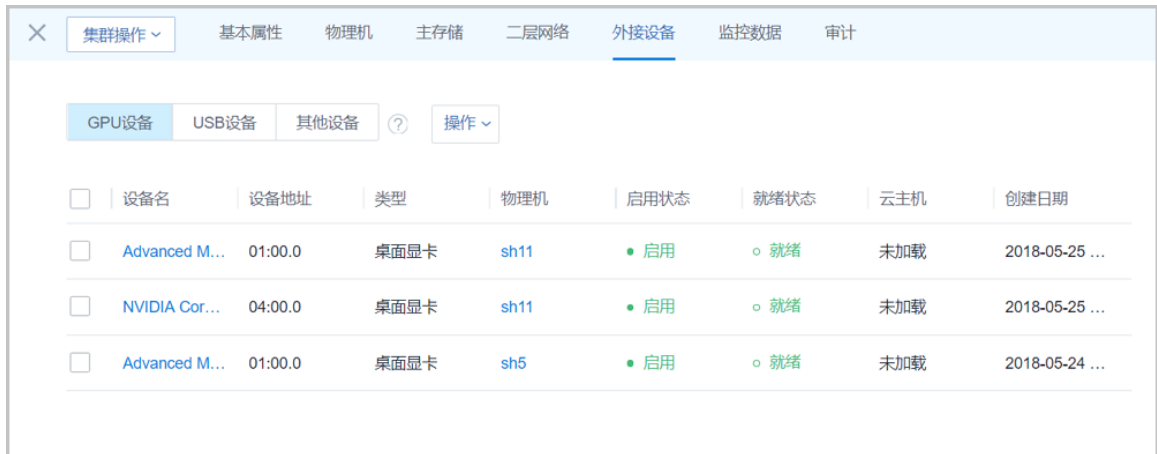 集群操作 基本属性 物理机 主存储 二层网络 外接设备 监控数据 审计
GPU设备 USB设备 其他设备 ? 操作
设备名 设备地址 类型 物理机 启用状态 就绪状态 云主机 创建日期
Advanced M... 01:00.0 桌面显卡 sh11 启用 就绪 未加载 2018-05-25 ...
NVIDIA Cor... 04:00.0 桌面显卡 sh11 启用 就绪 未加载 2018-05-25 ...
Advanced M... 01:00.0 桌面显卡 sh5 启用 就绪 未加载 2018-05-24 ...